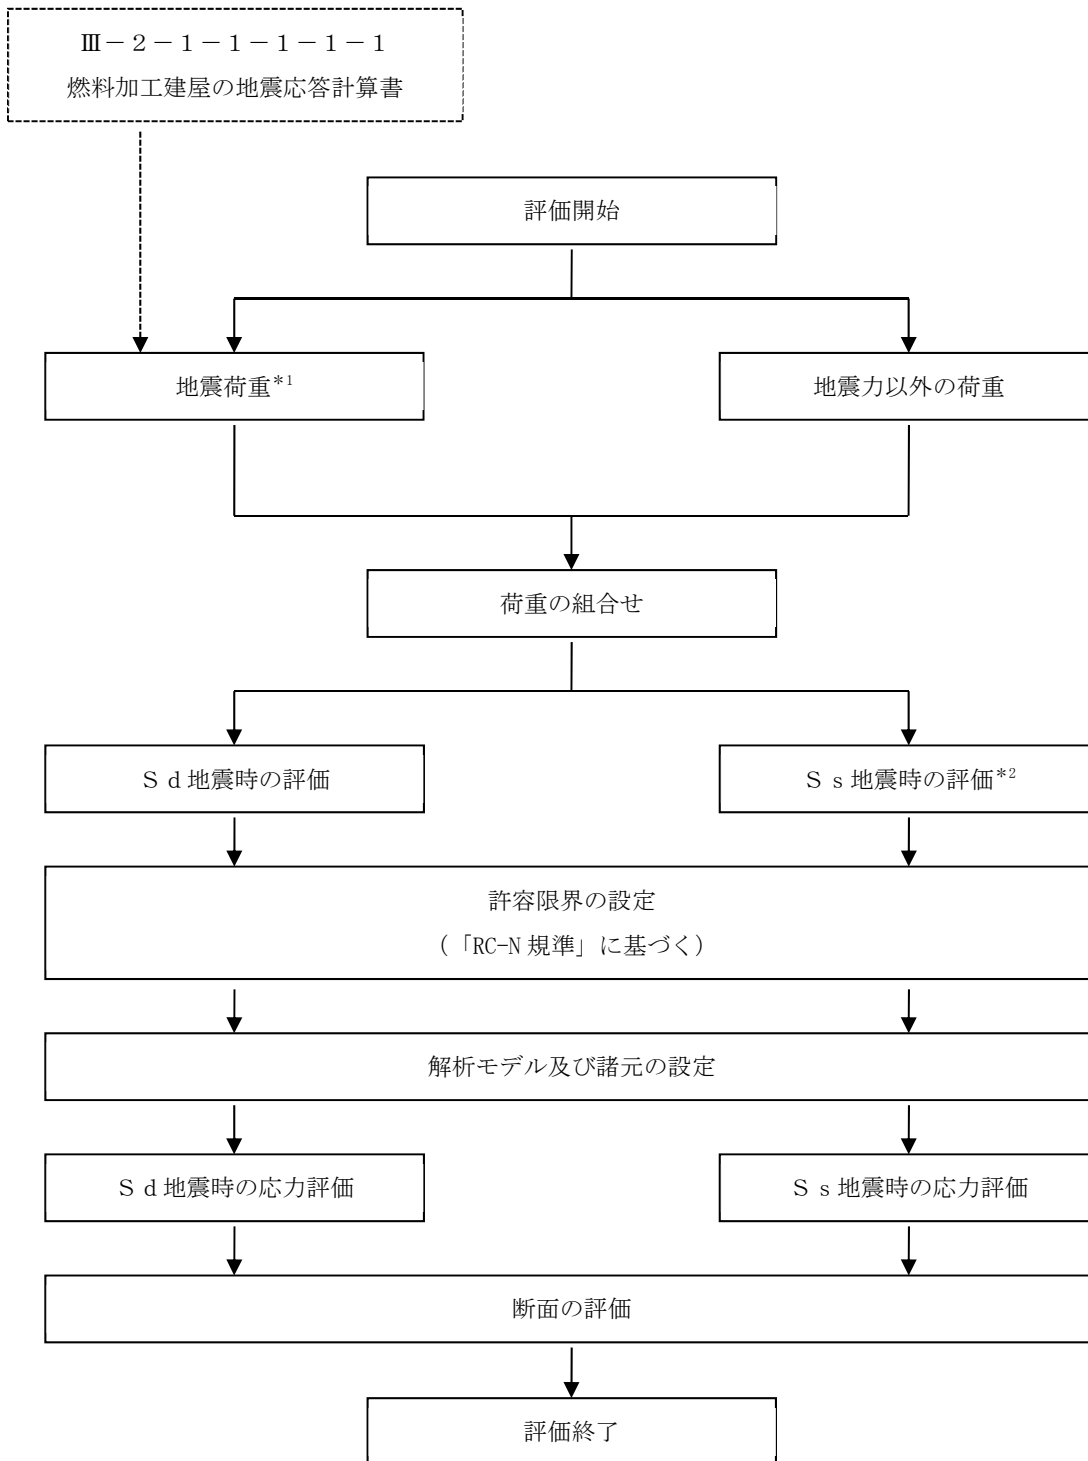 Ⅲ－２－１－１－１－１－１
燃料加工建屋の地震応答計算書
評価開始
地震荷重*1
地震力以外の荷重
荷重の組合せ
Ｓｄ地震時の評価
Ｓｓ地震時の評価*2
許容限界の設定
（「RC-N 規準」に基づく）
解析モデル及び諸元の設定
Ｓｄ地震時の応力評価
Ｓｓ地震時の応力評価
断面の評価
評価終了